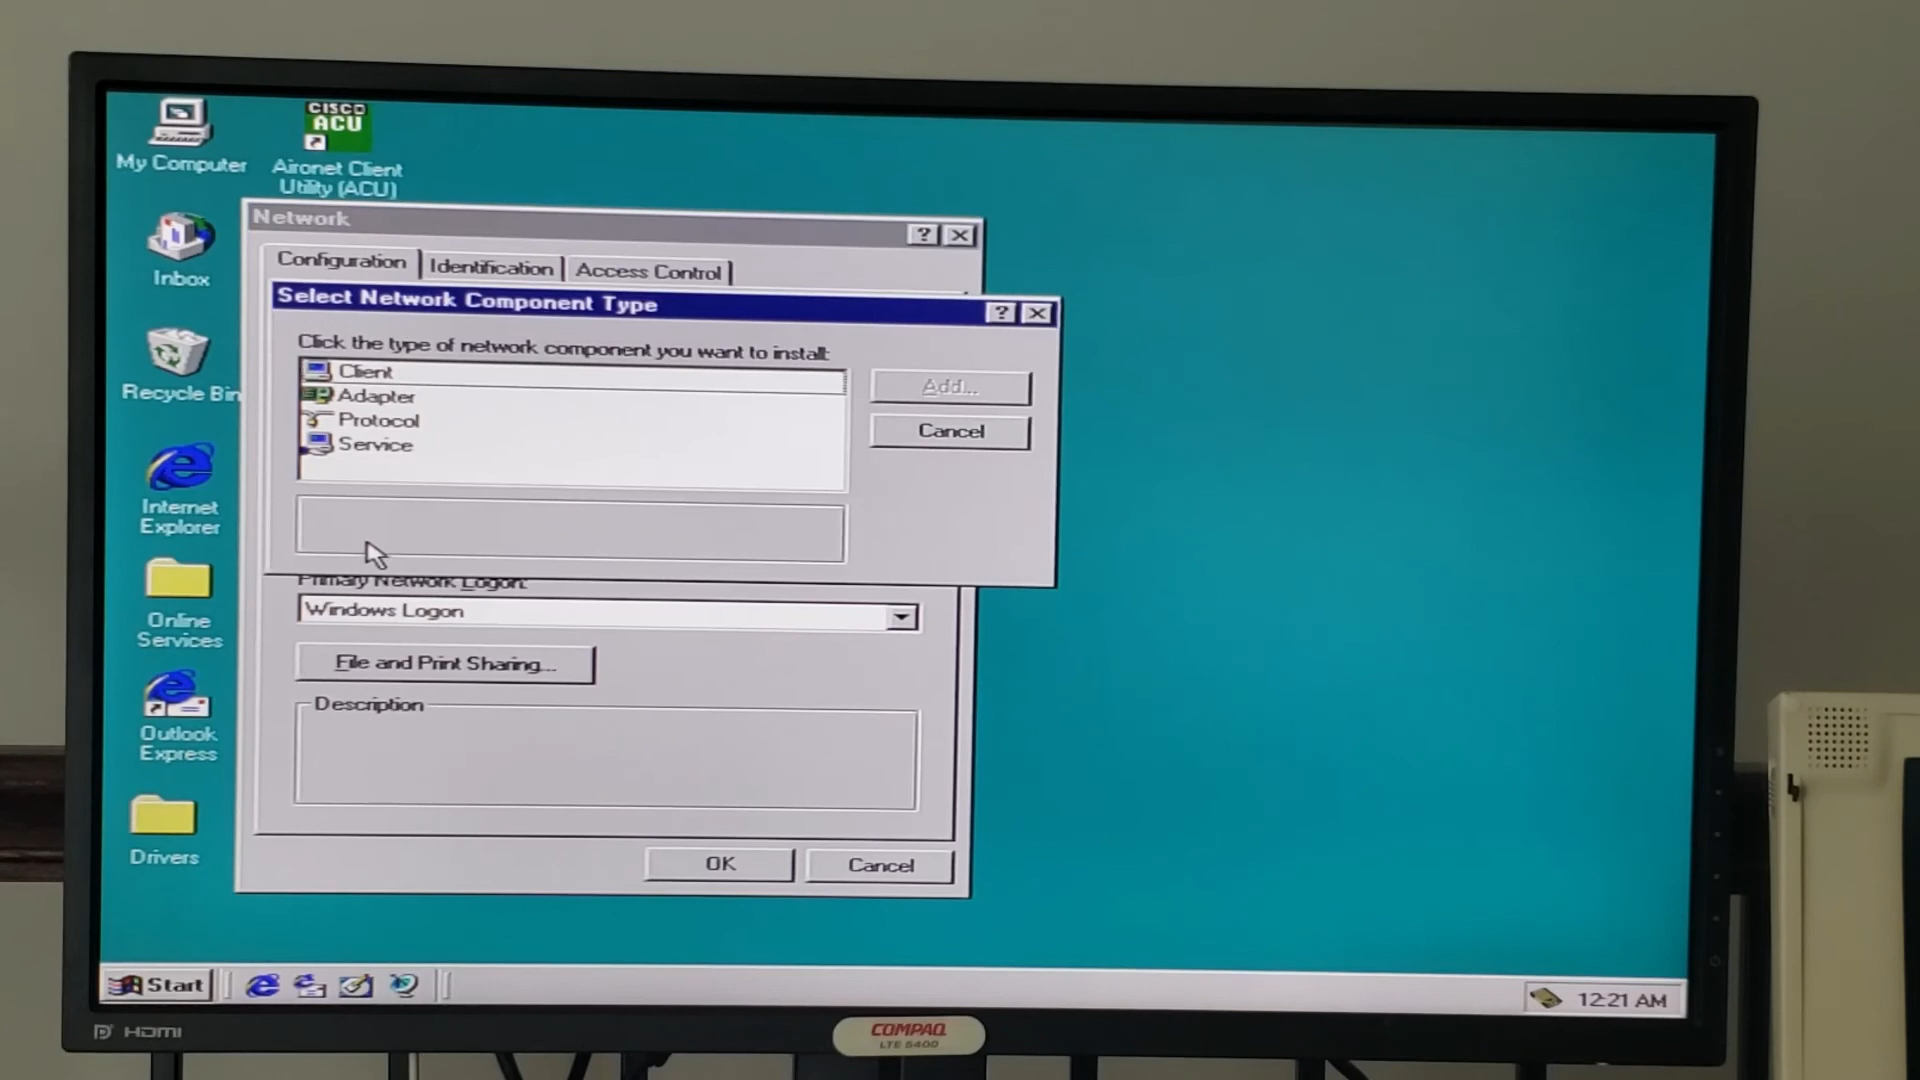 My Computer
CISCO
ACU
Aironet Client
Utility (ACU)
Inbox
Recycle Bin
Internet
Explorer
Online
Services
Outlook
Express
Drivers
Network
Configuration
Identification
Access Control
Select Network Component Type
Click the type of network component you want to install:
Client
Adapter
Protocol
Service
Add...
Cancel
Primary Network Logon:
Windows Logon
File and Print Sharing...
Description
OK
Cancel
Start
12:21 AM
HDMI
COMPAQ
LTE 5400